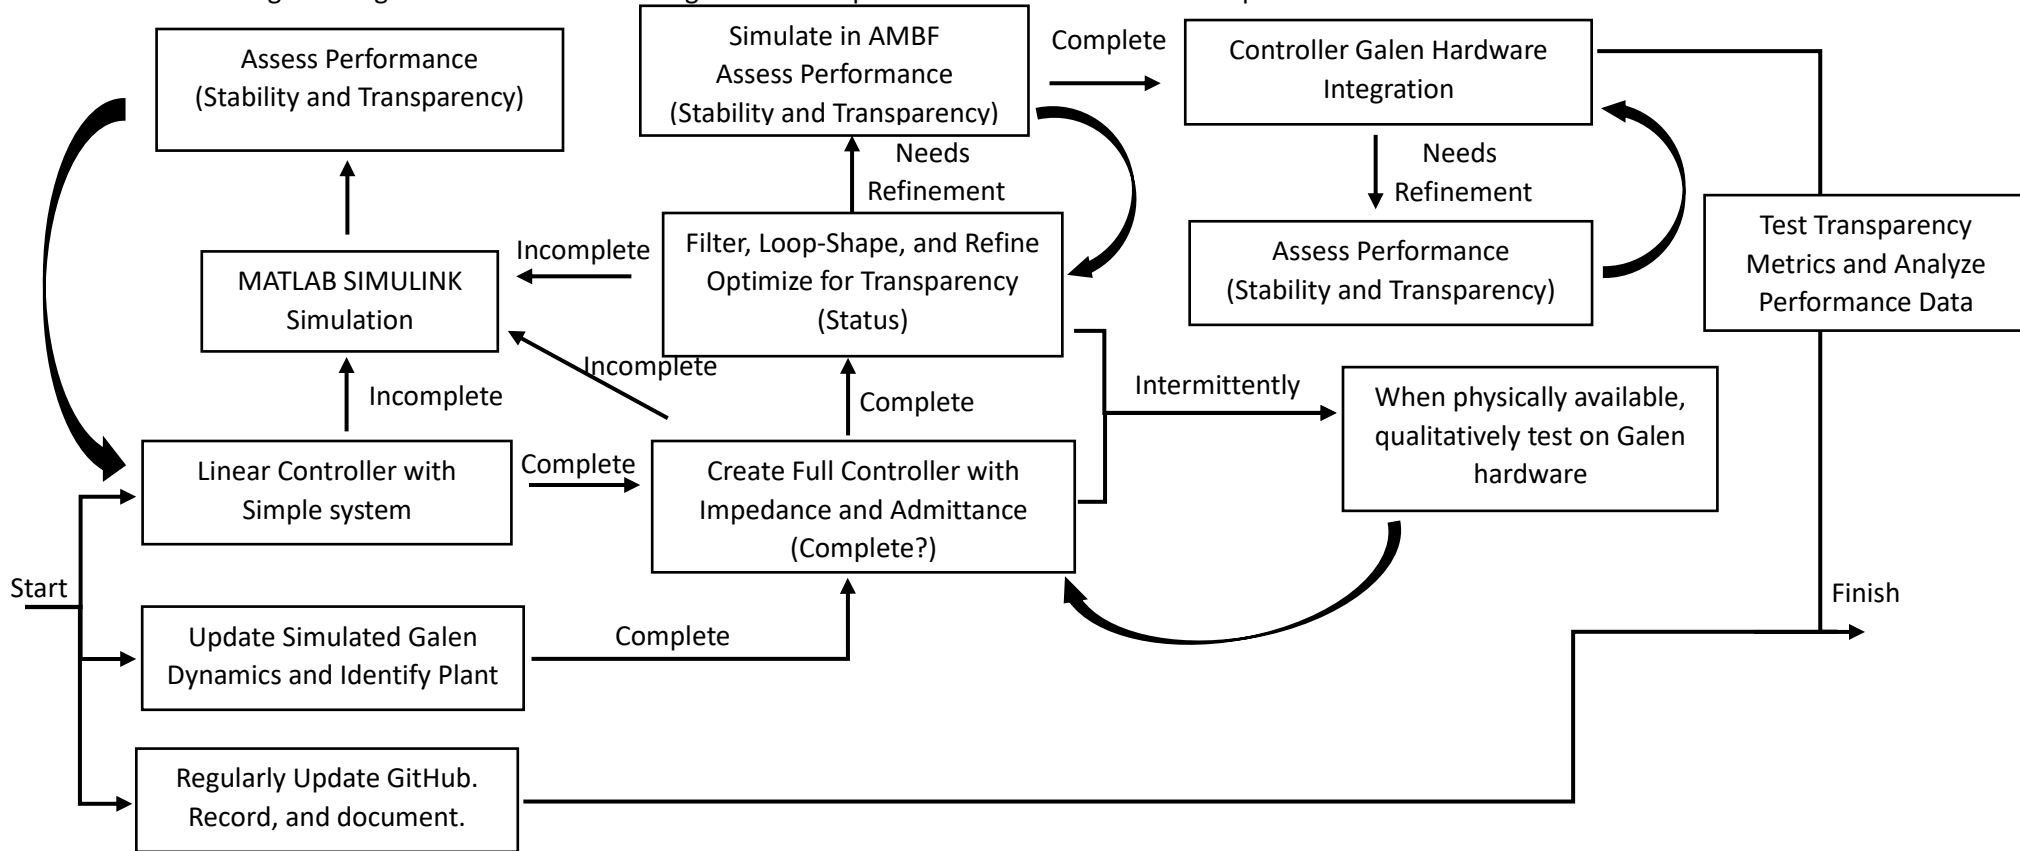 Assess Performance
(Stability and Transparency)
Simulate in AMBF
Assess Performance
(Stability and Transparency)
Complete
Controller Galen Hardware
Integration
Needs
Refinement
Needs
Refinement
MATLAB SIMULINK
Simulation
Incomplete
Filter, Loop-Shape, and Refine
Optimize for Transparency
(Status)
Assess Performance
(Stability and Transparency)
Test Transparency
Metrics and Analyze
Performance Data
Incomplete
Incomplete
Complete
Intermittently
When physically available,
qualitatively test on Galen
hardware
Linear Controller with
Simple system
Complete
Create Full Controller with
Impedance and Admittance
(Complete?)
Start
Update Simulated Galen
Dynamics and Identify Plant
Complete
Finish
Regularly Update GitHub.
Record, and document.